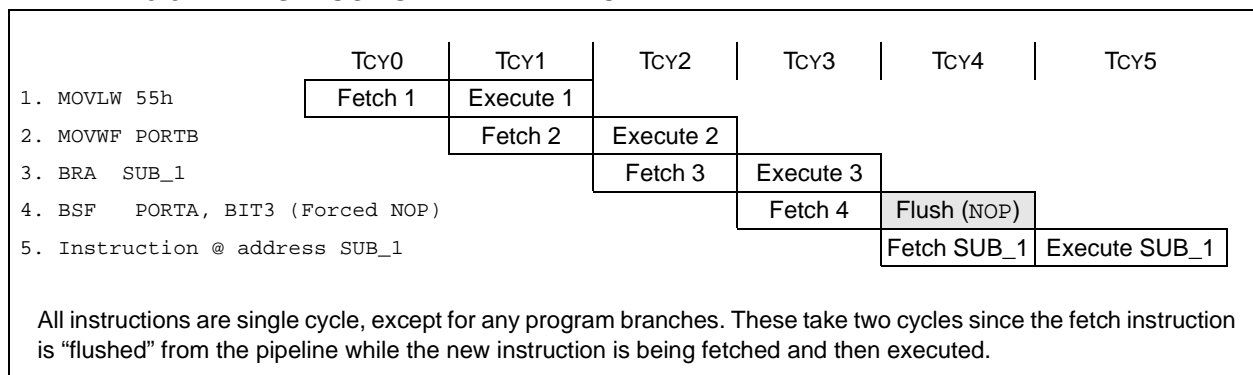 TCY0 TCY1 TCY2 TCY3 TCY4 TCY5
1. MOVLW 55h Fetch 1 Execute 1
2. MOVWF PORTB Fetch 2 Execute 2
3. BRA SUB_1 Fetch 3 Execute 3
4. BSF PORTA, BIT3 (Forced NOP) Fetch 4 Flush (NOP)
5. Instruction @ address SUB_1 Fetch SUB_1 Execute SUB_1
All instructions are single cycle, except for any program branches. These take two cycles since the fetch instruction
is “flushed” from the pipeline while the new instruction is being fetched and then executed.